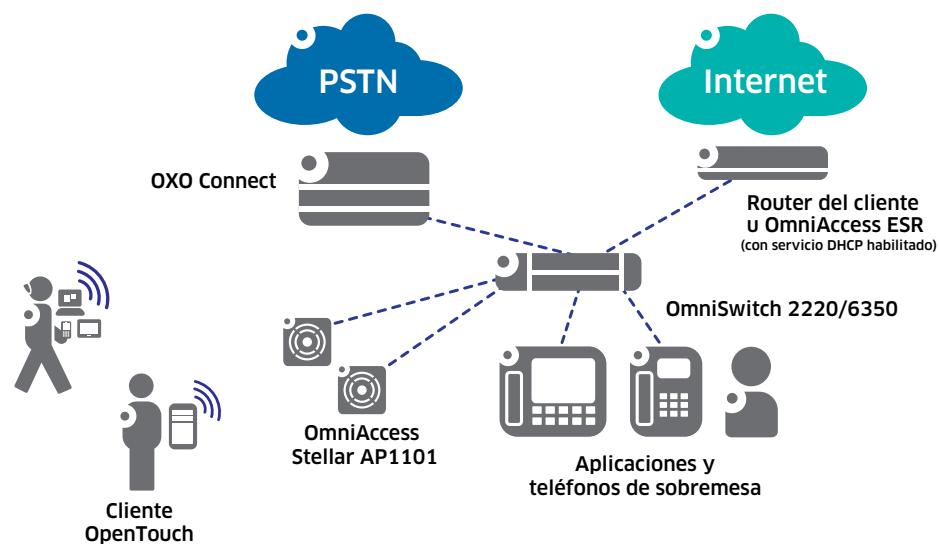 PSTN
Internet
OXO Connect
Router del cliente
u OmniAccess ESR
(con servicio DHCP habilitado)
OmniSwitch 2220/6350
OmniAccess
Stellar AP1101
Aplicaciones y
teléfonos de sobremesa
Cliente
OpenTouch